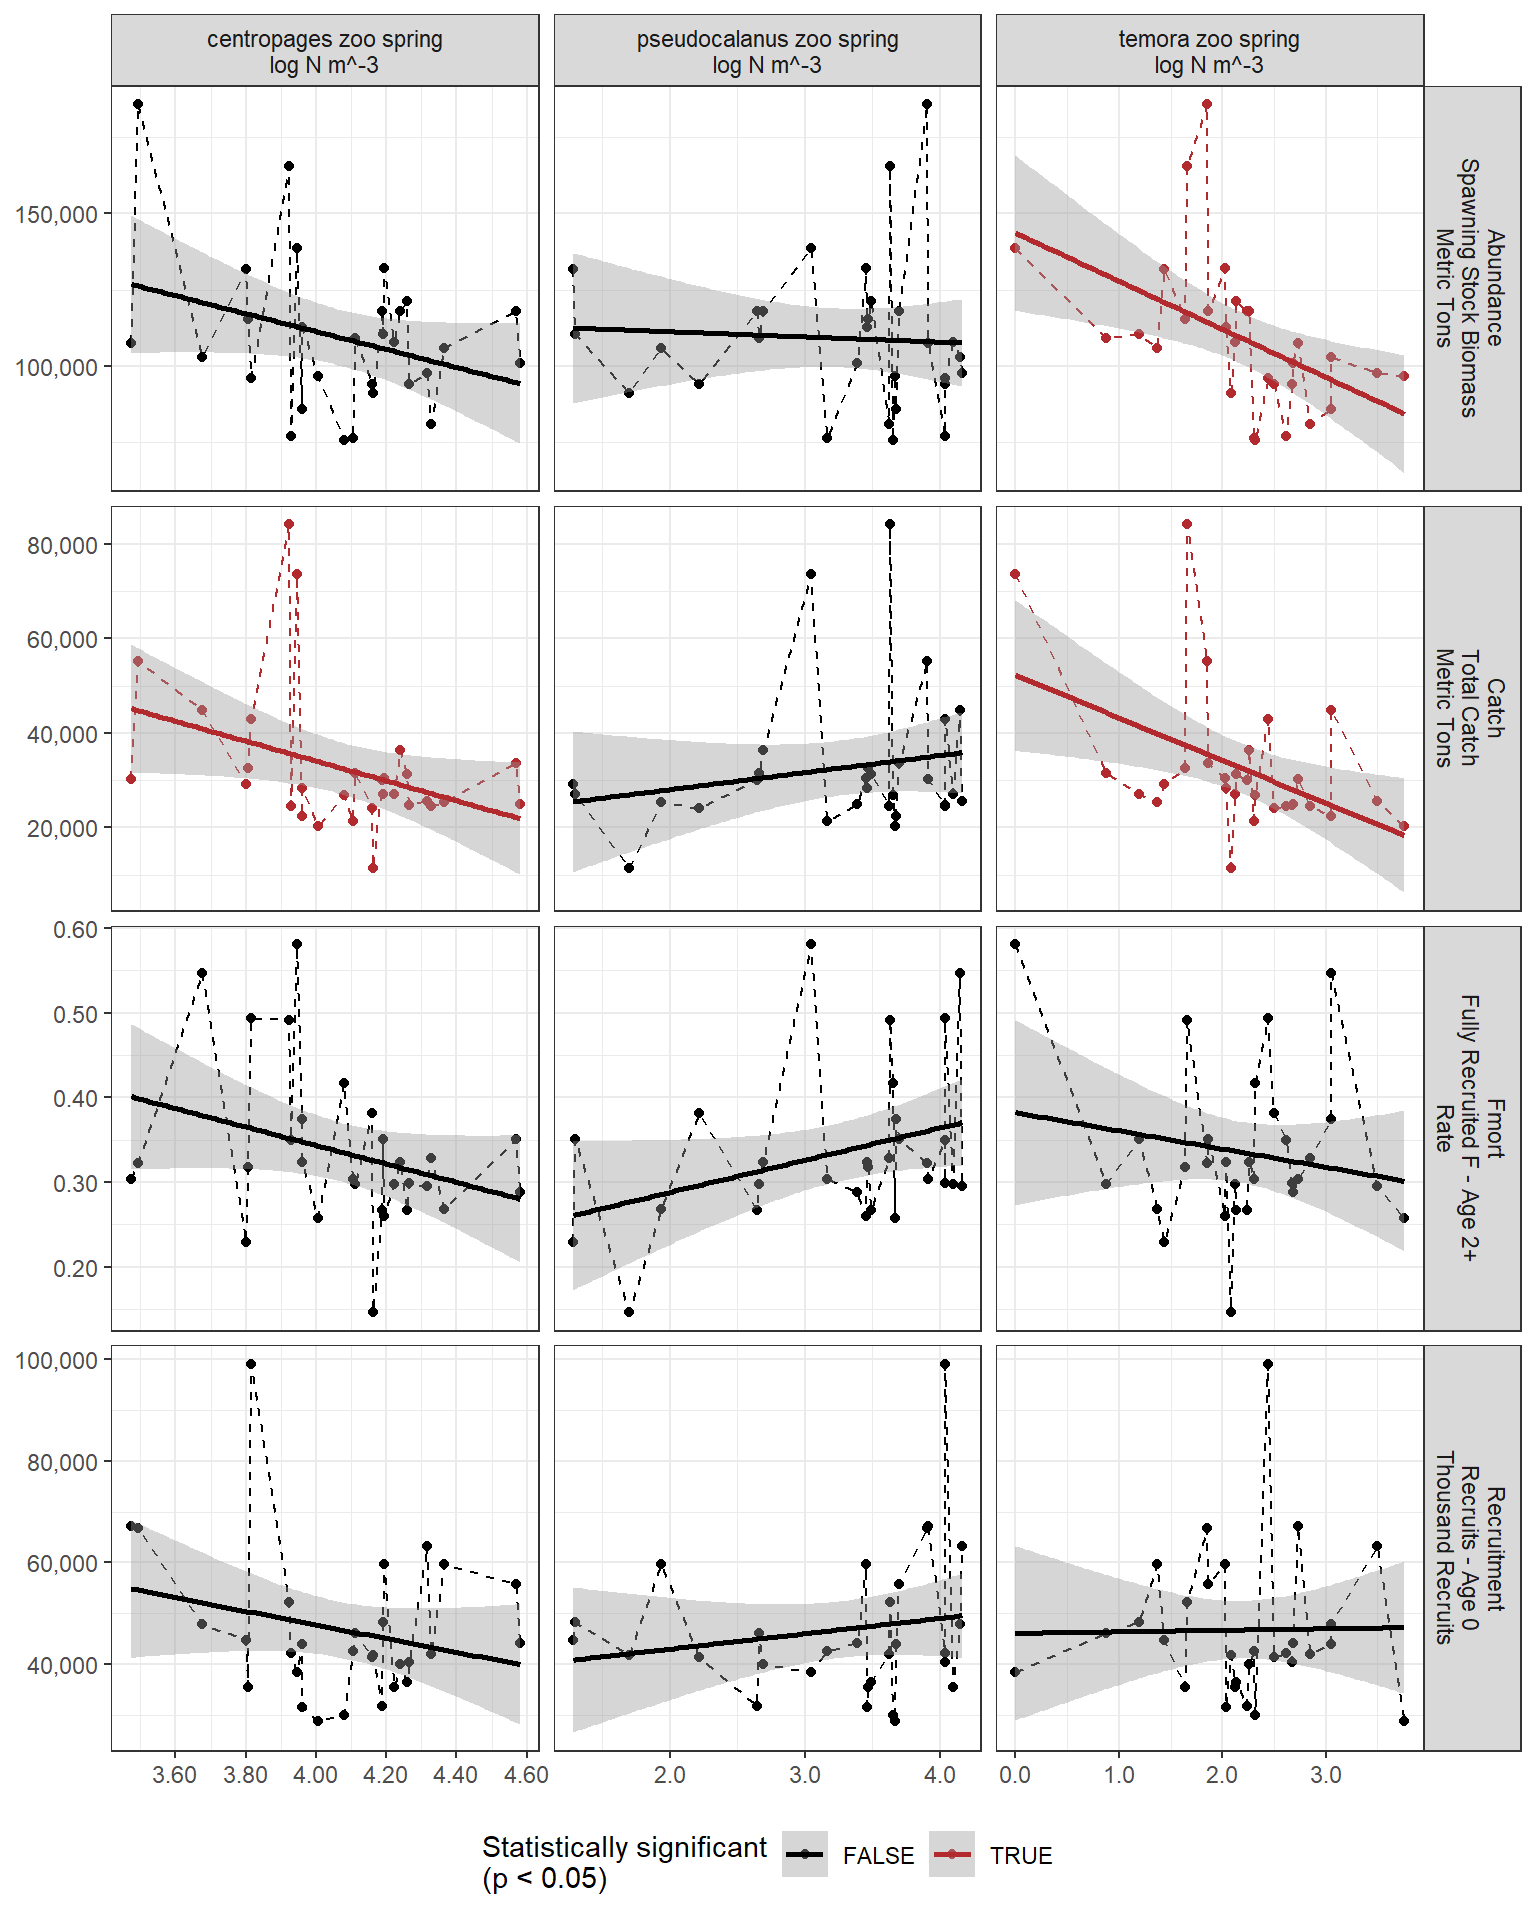 centropages zoo spring
log N m^-3
pseudocalanus zoo spring
log N m^-3
temora zoo spring
log N m^-3
150,000
100,000
Abundance
Spawning Stock Biomass
Metric Tons
80,000
60,000
40,000
20,000
Catch
Total Catch
Metric Tons
0.60
0.50
0.40
0.30
0.20
Fmort
Fully Recruited F - Age 2+
Rate
100,000
80,000
60,000
40,000
Recruitment
Recruits - Age 0
Thousand Recruits
3.60 3.80 4.00 4.20 4.40 4.60
2.0 3.0 4.0
0.0 1.0 2.0 3.0
Statistically significant
(p < 0.05)
FALSE
TRUE